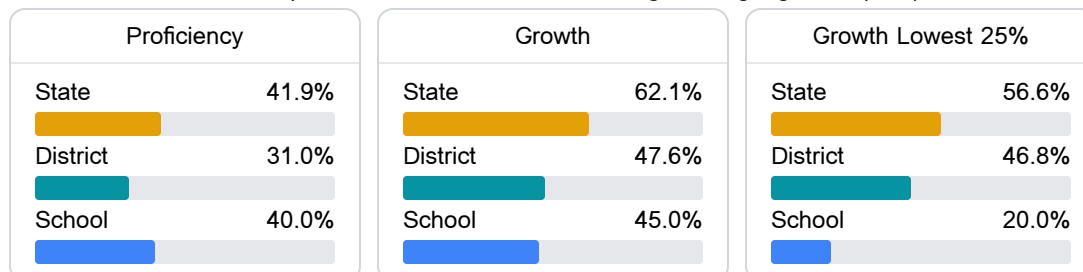 Proficiency
State 41.9%
District 31.0%
School 40.0%
Growth
State 62.1%
District 47.6%
School 45.0%
Growth Lowest 25%
State 56.6%
District 46.8%
School 20.0%